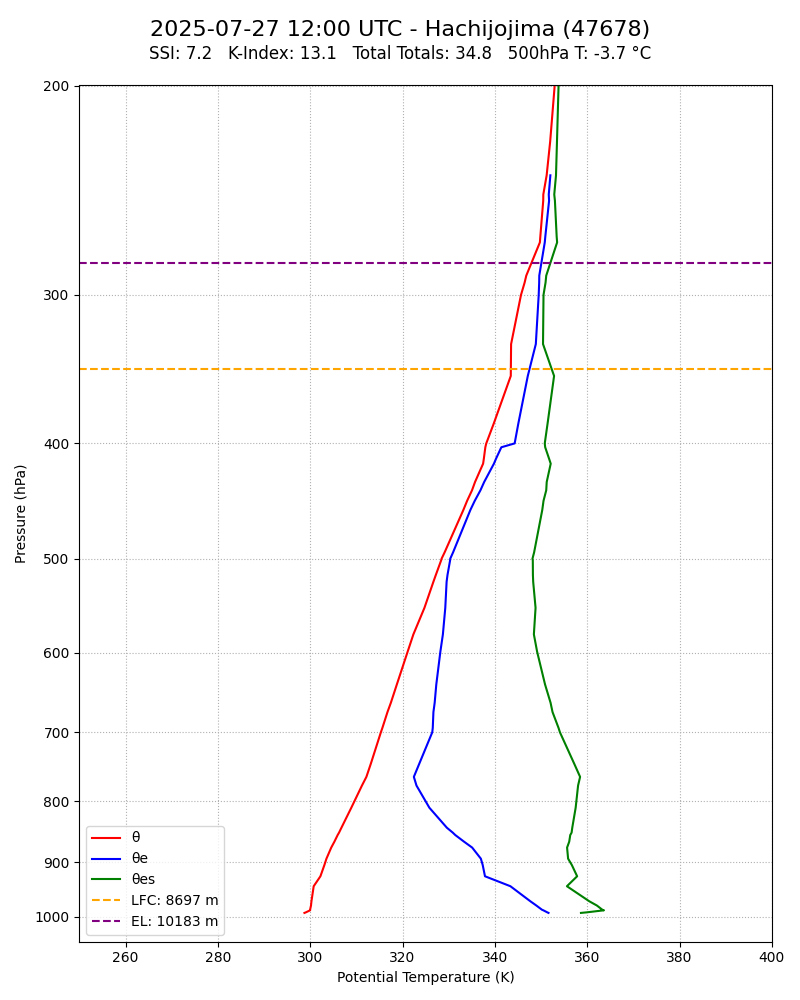 2025-07-27 12:00 UTC - Hachijojima (47678)
SSI: 7.2   K-Index: 13.1   Total Totals: 34.8   500hPa T: -3.7 °C
200
300
400
500
600
700
800
900
1000
Pressure (hPa)
θ
θe
θes
LFC: 8697 m
EL: 10183 m
260
280
300
320
340
360
380
400
Potential Temperature (K)